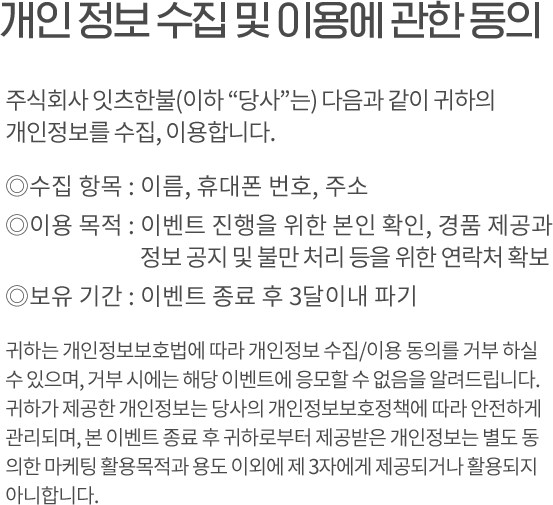 개인 정보 수집 및 이용에 관한 동의
주식회사 잇츠한불(이하 “당사”는) 다음과 같이 귀하의
개인정보를 수집, 이용합니다.
◎수집 항목 : 이름, 휴대폰 번호, 주소
◎이용 목적 : 이벤트 진행을 위한 본인 확인, 경품 제공과
정보 공지 및 불만 처리 등을 위한 연락처 확보
◎보유 기간 : 이벤트 종료 후 3달이내 파기
귀하는 개인정보보호법에 따라 개인정보 수집/이용 동의를 거부 하실
수 있으며, 거부 시에는 해당 이벤트에 응모할 수 없음을 알려드립니다.
귀하가 제공한 개인정보는 당사의 개인정보보호정책에 따라 안전하게
관리되며, 본 이벤트 종료 후 귀하로부터 제공받은 개인정보는 별도 동
의한 마케팅 활용목적과 용도 이외에 제 3자에게 제공되거나 활용되지
아니합니다.